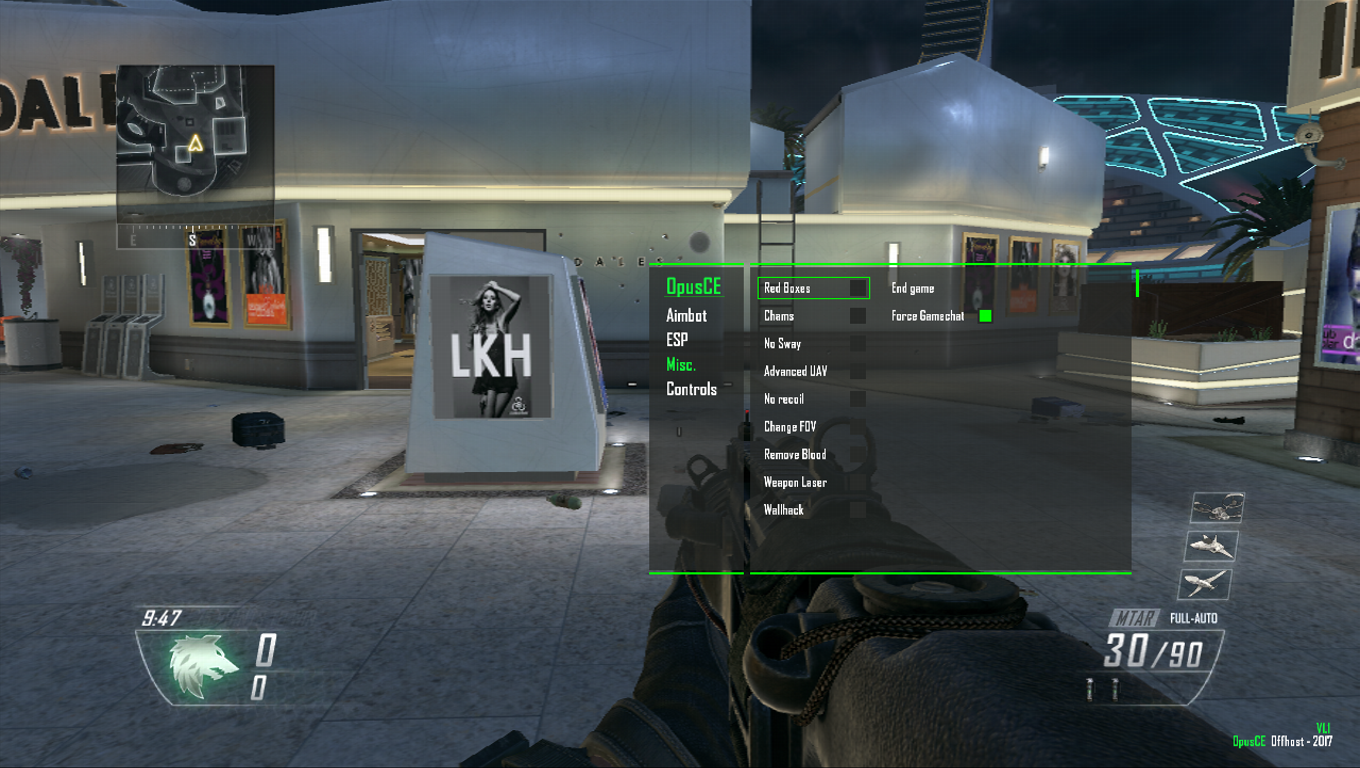 DALE
E S W
DALES
LKH
OpusCE
Aimbot
ESP
Misc.
Controls
Red Boxes
Chams
No Sway
Advanced UAV
No recoil
Change FOV
Remove Blood
Weapon Laser
Wallhack
End game
Force Gamechat
9:47
0
0
MTAR FULL-AUTO
30/90
VLI
OpusCE Offhost - 2017